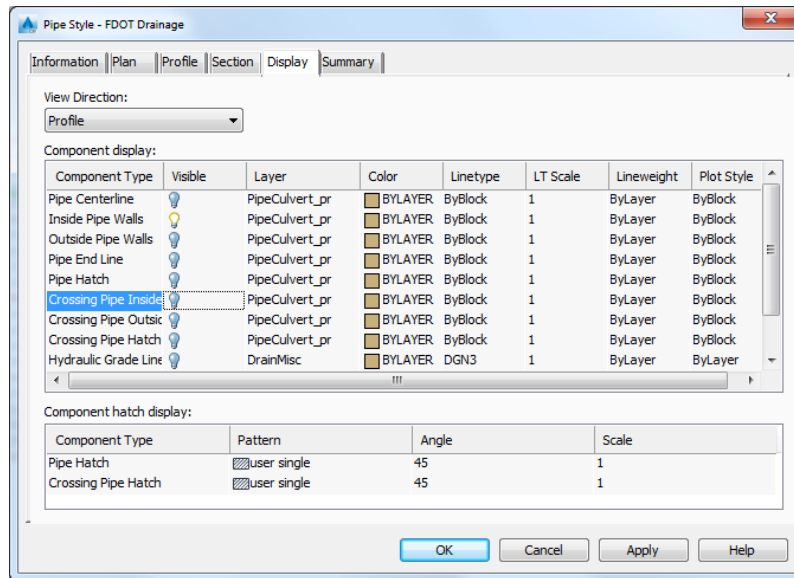 Pipe Style - FDOT Drainage
Information Plan Profile Section Display Summary
View Direction:
Profile
Component display:
Component Type Visible Layer Color Linetype LT Scale Lineweight Plot Style
Pipe Centerline PipeCulvert_pr BYLAYER ByBlock 1 ByLayer ByBlock
Inside Pipe Walls PipeCulvert_pr BYLAYER ByBlock 1 ByLayer ByBlock
Outside Pipe Walls PipeCulvert_pr BYLAYER ByBlock 1 ByLayer ByBlock
Pipe End Line PipeCulvert_pr BYLAYER ByBlock 1 ByLayer ByBlock
Pipe Hatch PipeCulvert_pr BYLAYER ByBlock 1 ByLayer ByBlock
Crossing Pipe Inside PipeCulvert_pr BYLAYER ByBlock 1 ByLayer ByBlock
Crossing Pipe Outsic PipeCulvert_pr BYLAYER ByBlock 1 ByLayer ByBlock
Crossing Pipe Hatch PipeCulvert_pr BYLAYER ByBlock 1 ByLayer ByBlock
Hydraulic Grade Line DrainMisc BYLAYER DGN3 1 ByLayer ByLayer
Component hatch display:
Component Type Pattern Angle Scale
Pipe Hatch user single 45 1
Crossing Pipe Hatch user single 45 1
OK Cancel Apply Help